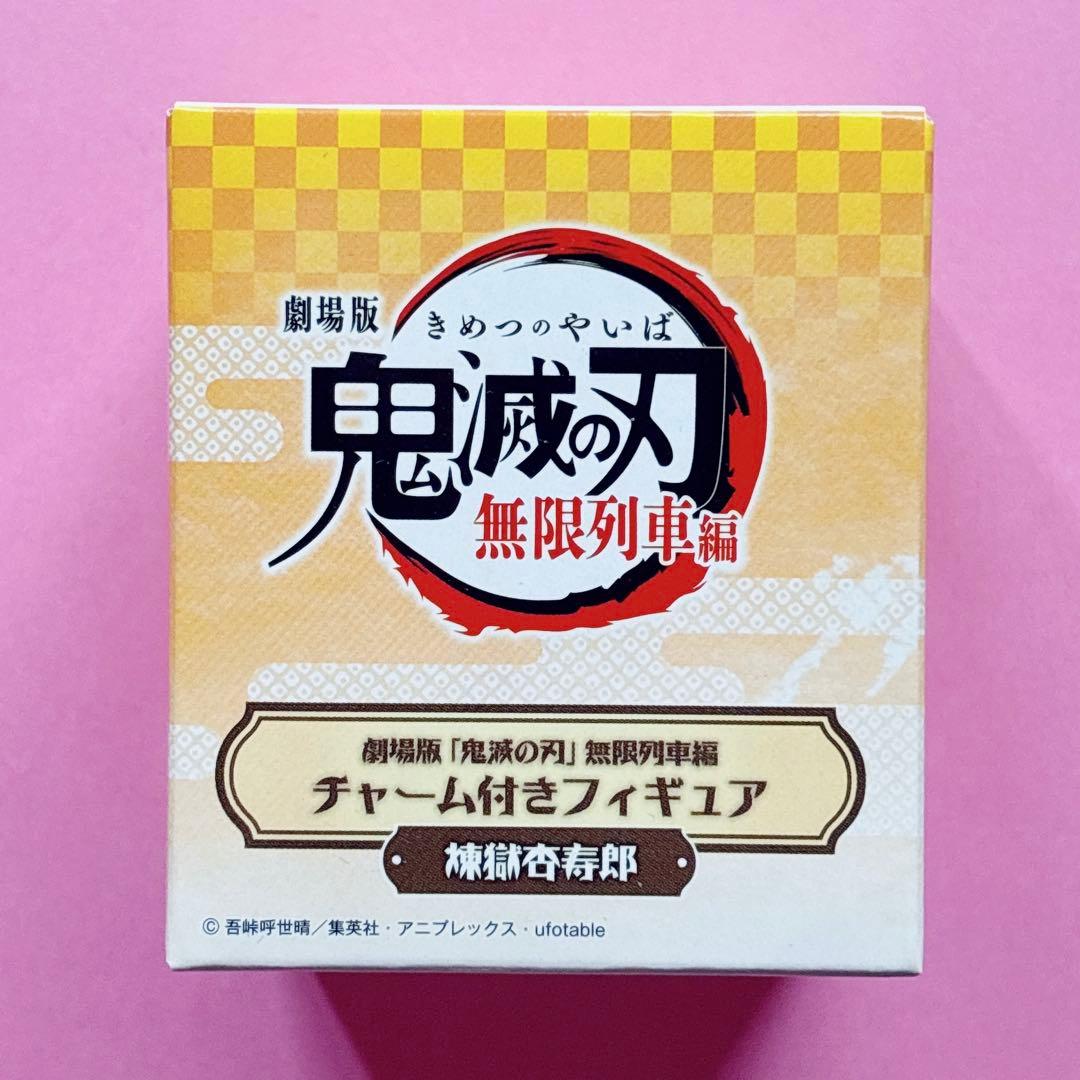 劇場版
きめつのやいば
鬼滅の刃
無限列車編
劇場版「鬼滅の刃」無限列車編
チャーム付きフィギュア
煉獄杏寿郎
© 吾峠呼世晴／集英社・アニプレックス・ufotable